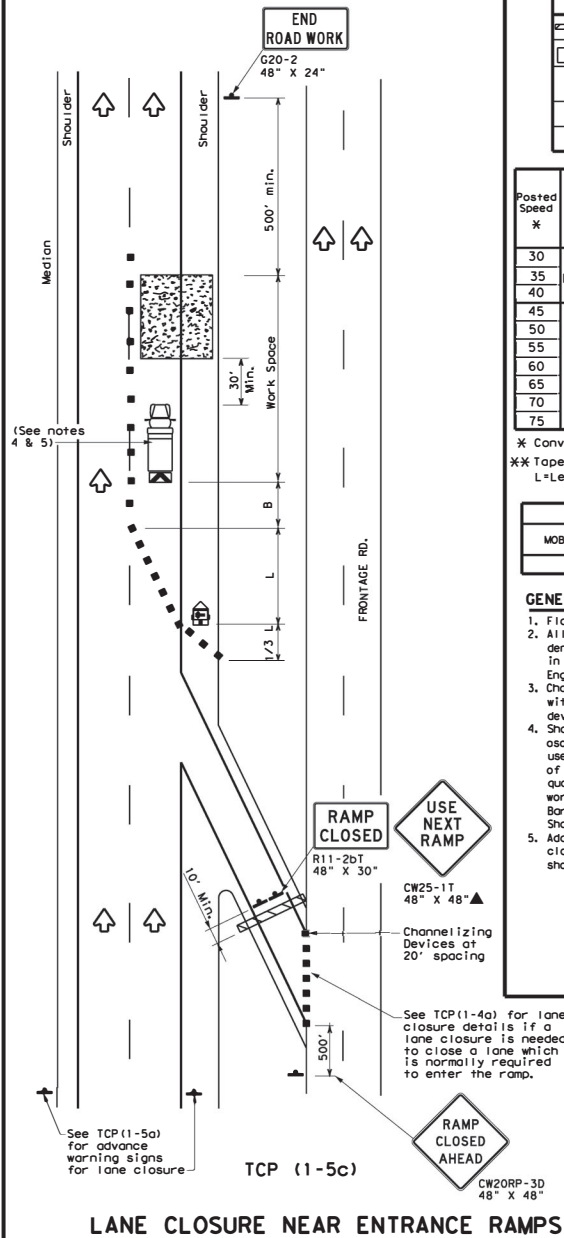 END
ROAD WORK
G20-2
48" X 24"
Shoulder
Shoulder
Median
500' min.
30'
Min.
Work Space
(See notes
4 & 5)
B
L
1/3 L
FRONTAGE RD.
RAMP
CLOSED
R11-2bT
48" X 30"
USE
NEXT
RAMP
CW25-1T
48" X 48"▲
10' Min.
Channelizing
Devices at
20' spacing
See TCP(1-4a) for lane
closure details if a
lane closure is needed
to close a lane which
is normally required
to enter the ramp.
500'
See TCP(1-5a)
for advance
warning signs
for lane closure
RAMP
CLOSED
AHEAD
CW20RP-3D
48" X 48"
TCP (1-5c)
LANE CLOSURE NEAR ENTRANCE RAMPS
Posted
Speed
*
30
35
40
45
50
55
60
65
70
75
* Conv
** Tape
L=Le
MOB
GENE
1. Flo
2. All
der
in
Eng
3. Cha
wit
dev
4. Sha
osc
use
of
quo
wor
Bar
Sho
5. Add
clo
sho